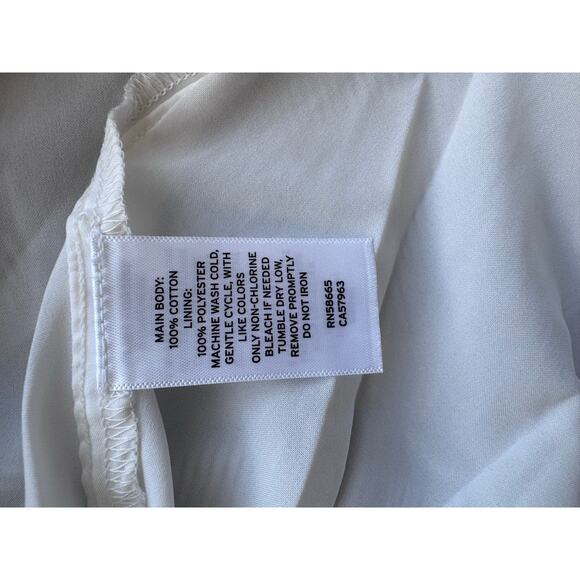 MAIN BODY:
100% COTTON
LINING:
100% POLYESTER
MACHINE WASH COLD,
GENTLE CYCLE, WITH
LIKE COLORS
ONLY NON-CHLORINE
BLEACH IF NEEDED
TUMBLE DRY LOW,
REMOVE PROMPTLY
DO NOT IRON
RN58665
CA57963